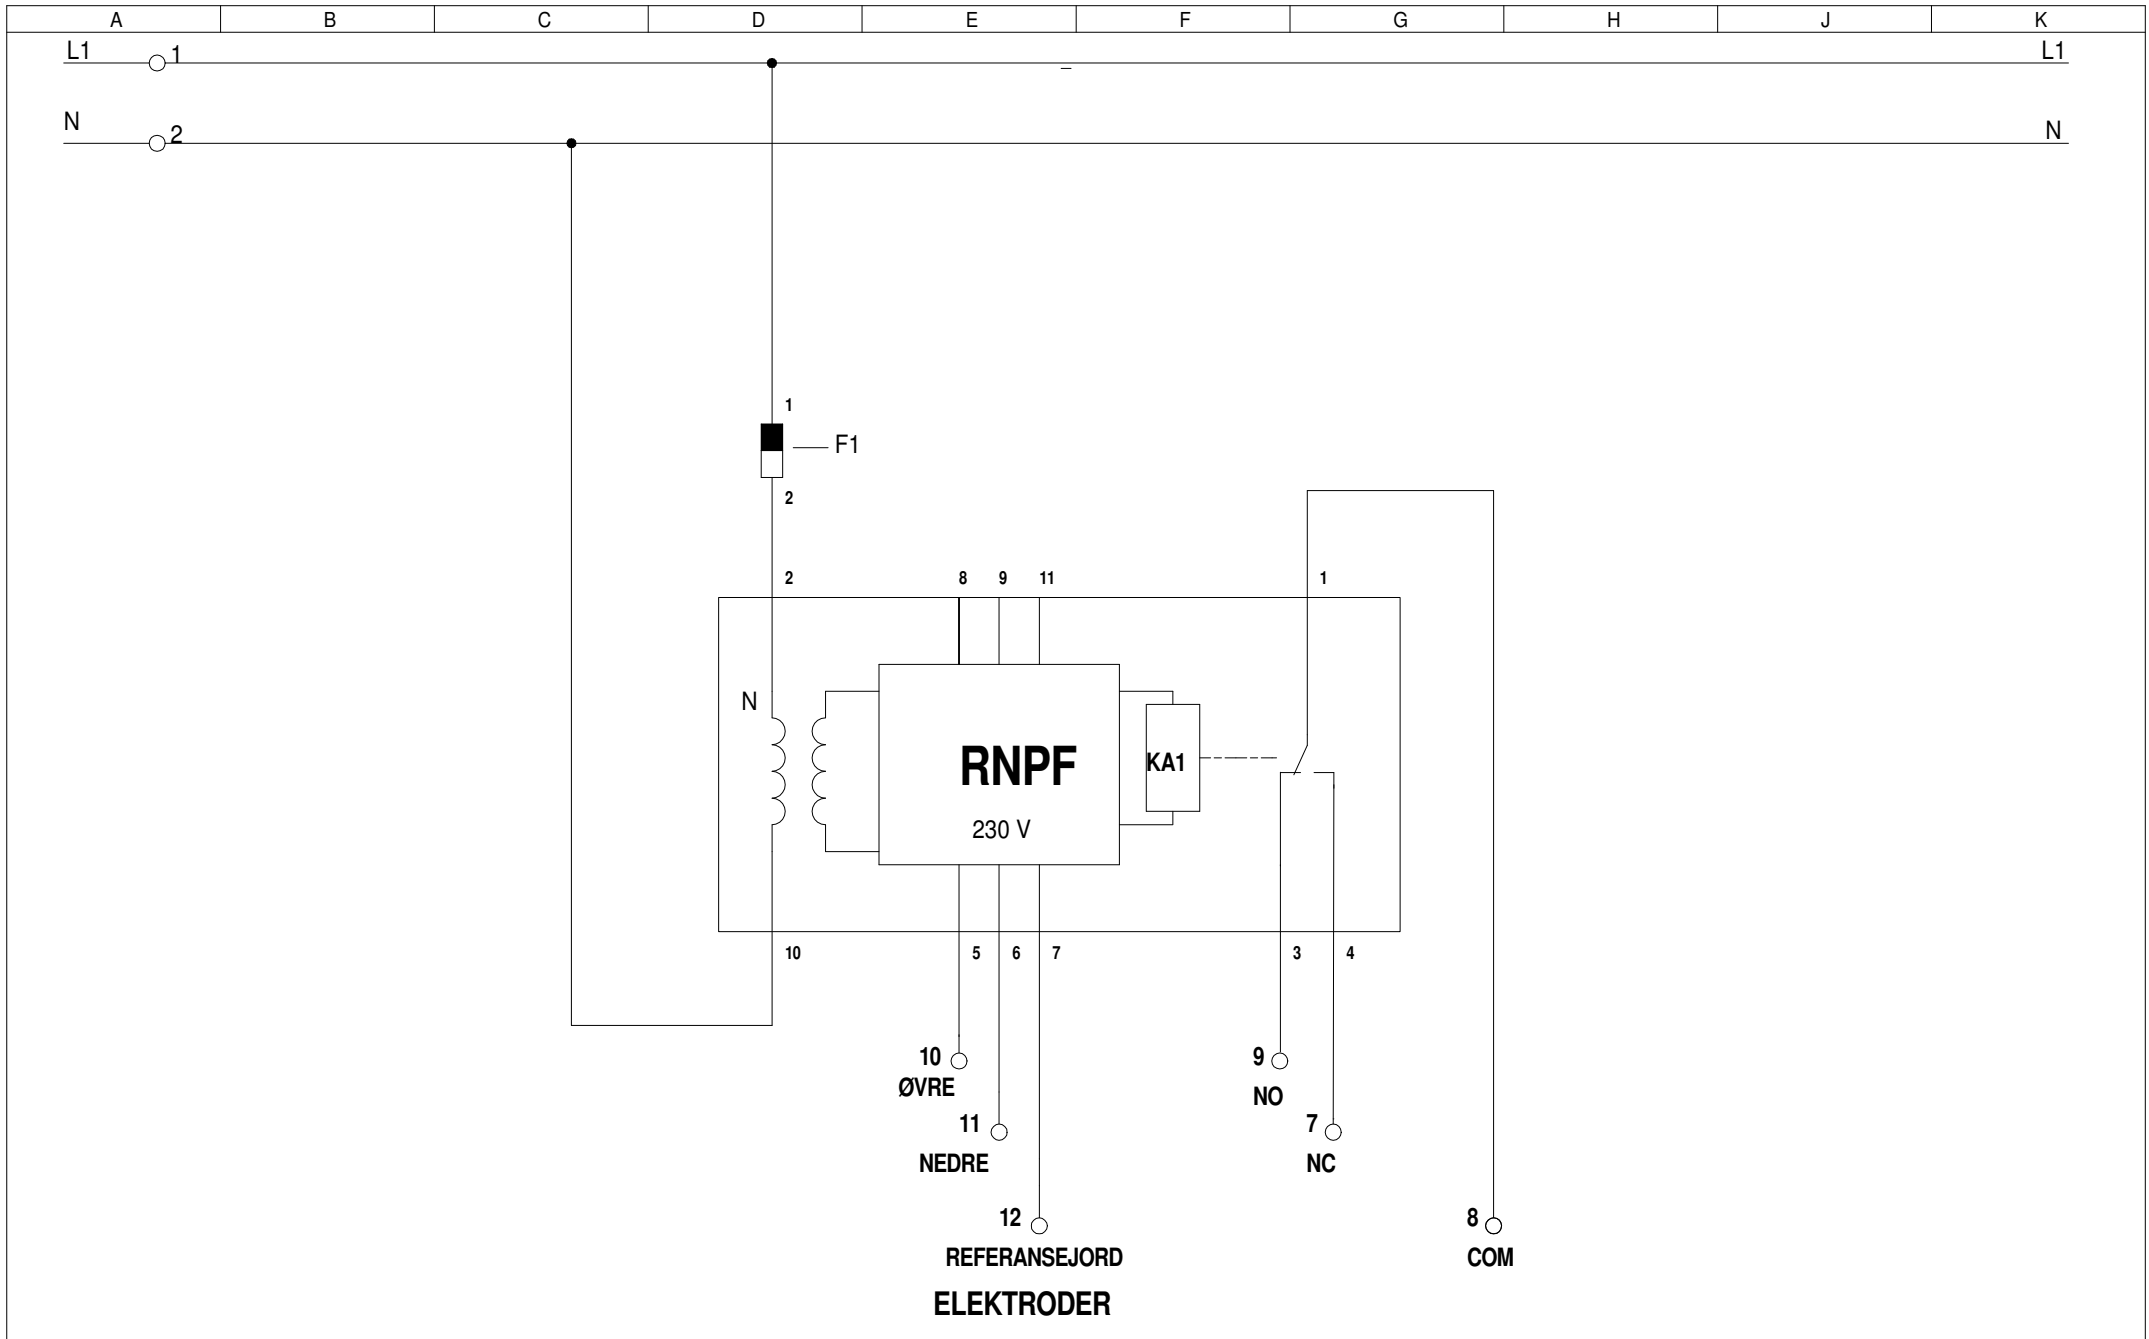 A B C D E F G H J K
L1 1 L1
N 2 N
1
F1
2
2 8 9 11 1
N
RNPF
KA1
230 V
10 5 6 7 3 4
10 9
ØVRE NO
11 7
NEDRE NC
12 8
REFERANSEJORD COM
ELEKTRODER